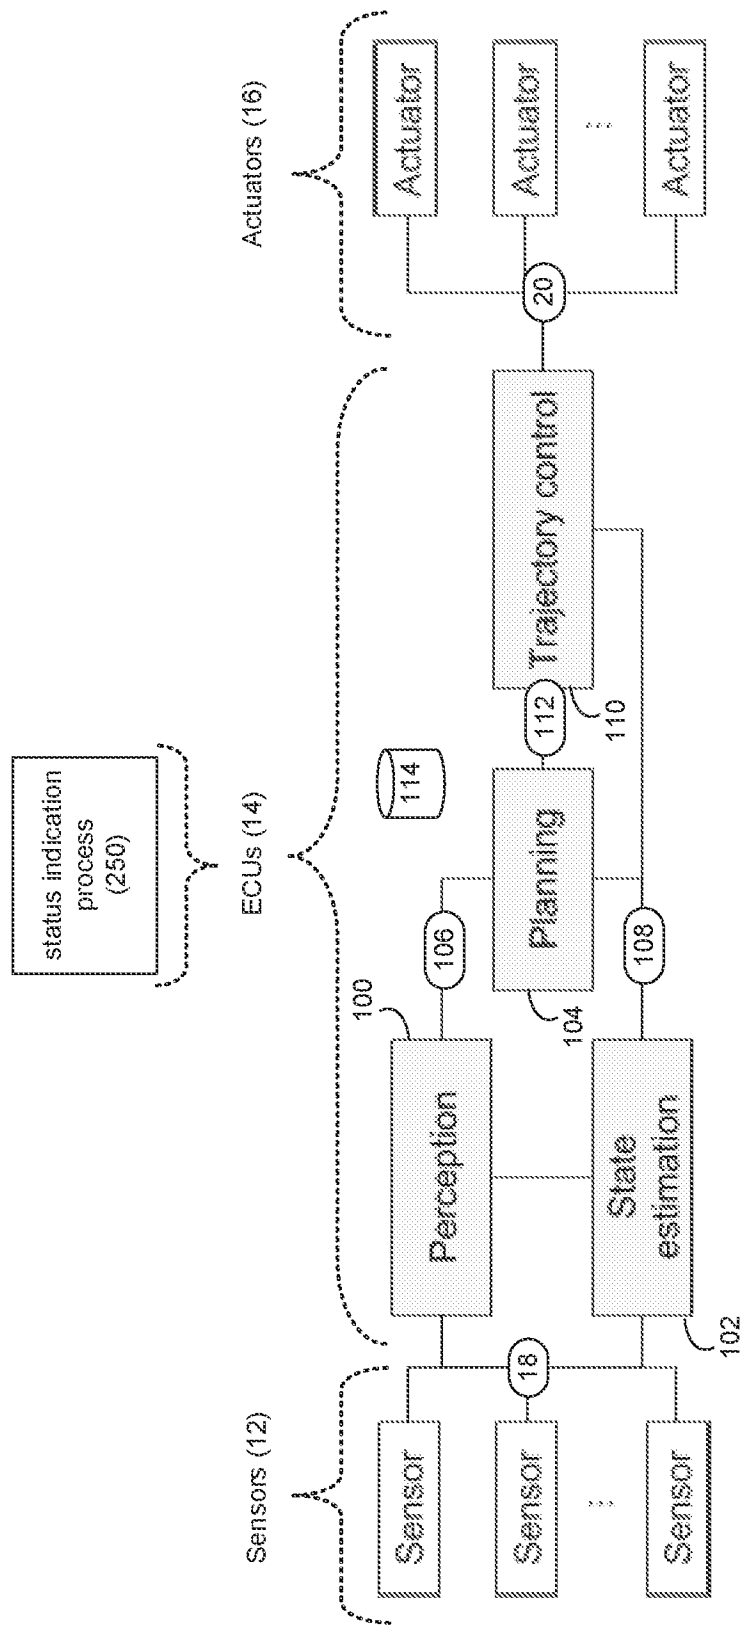 status indication
process
(250)
Sensors (12)
ECUs (14)
Actuators (16)
Sensor
Sensor
...
Sensor
18
Perception
100
State
estimation
102
106
108
Planning
104
114
112
Trajectory control
110
20
Actuator
Actuator
...
Actuator